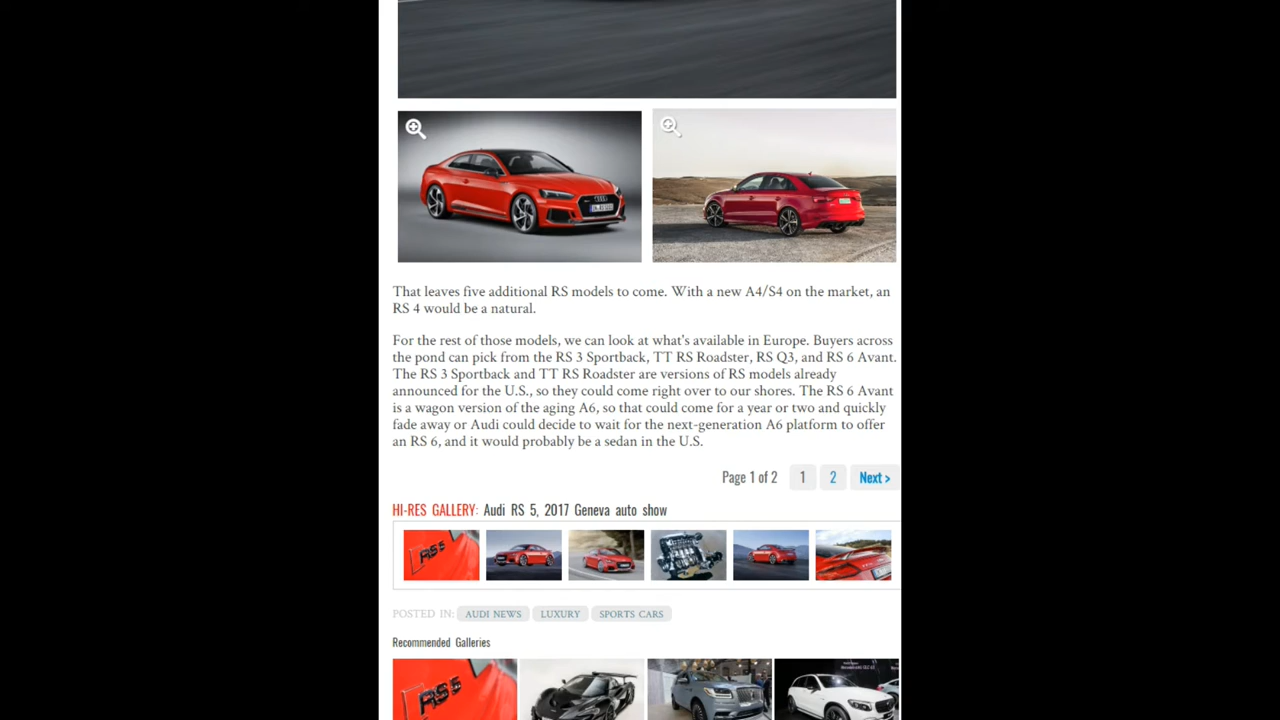 That leaves five additional RS models to come. With a new A4/S4 on the market, an
RS 4 would be a natural.
For the rest of those models, we can look at what's available in Europe. Buyers across
the pond can pick from the RS 3 Sportback, TT RS Roadster, RS Q3, and RS 6 Avant.
The RS 3 Sportback and TT RS Roadster are versions of RS models already
announced for the U.S., so they could come right over to our shores. The RS 6 Avant
is a wagon version of the aging A6, so that could come for a year or two and quickly
fade away or Audi could decide to wait for the next-generation A6 platform to offer
an RS 6, and it would probably be a sedan in the U.S.
Page 1 of 2 1 2 Next >
HI-RES GALLERY: Audi RS 5, 2017 Geneva auto show
RS 5
POSTED IN: AUDI NEWS LUXURY SPORTS CARS
Recommended Galleries
RS 5